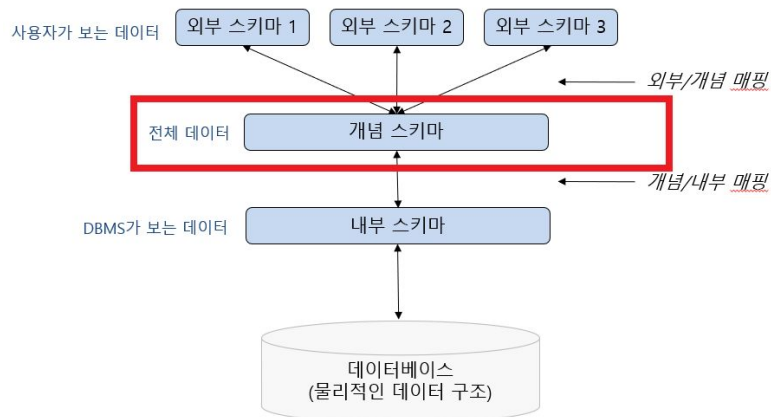 사용자가 보는 데이터
외부 스키마 1
외부 스키마 2
외부 스키마 3
외부/개념 매핑
전체 데이터
개념 스키마
개념/내부 매핑
DBMS가 보는 데이터
내부 스키마
데이터베이스
(물리적인 데이터 구조)